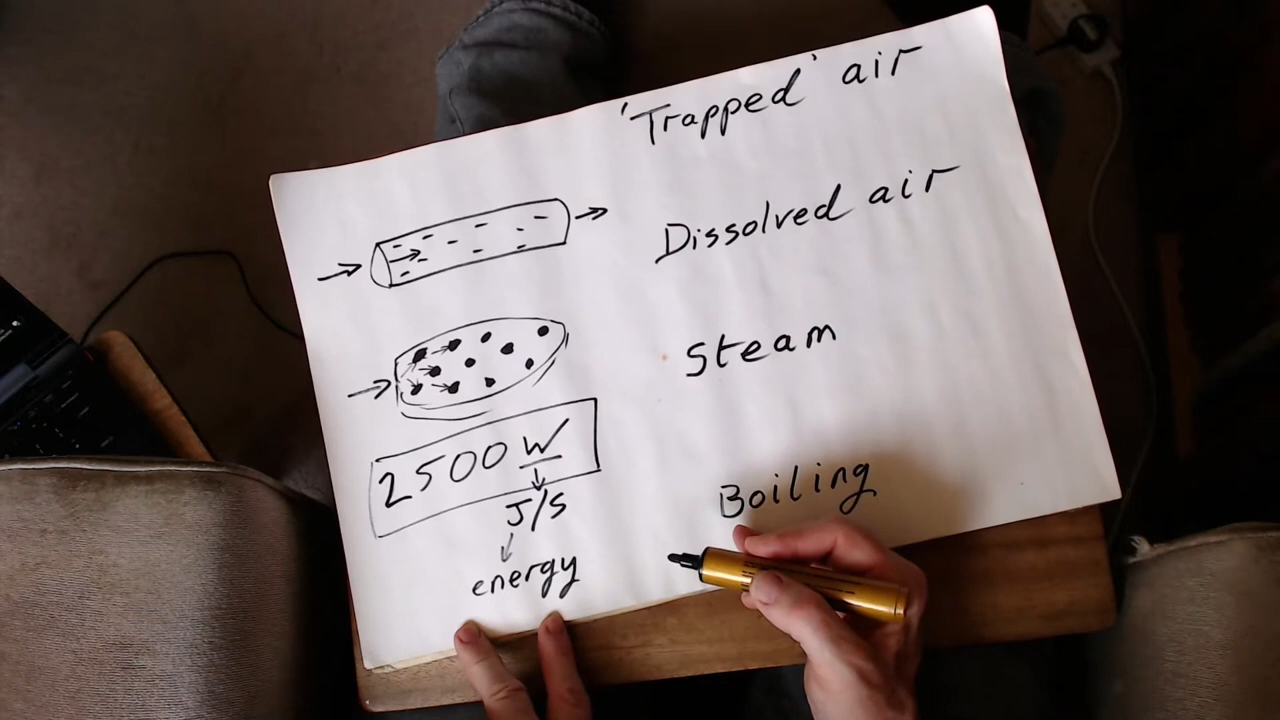 'Trapped' air
Dissolved air
Steam
2500 W
J/S
energy
Boiling